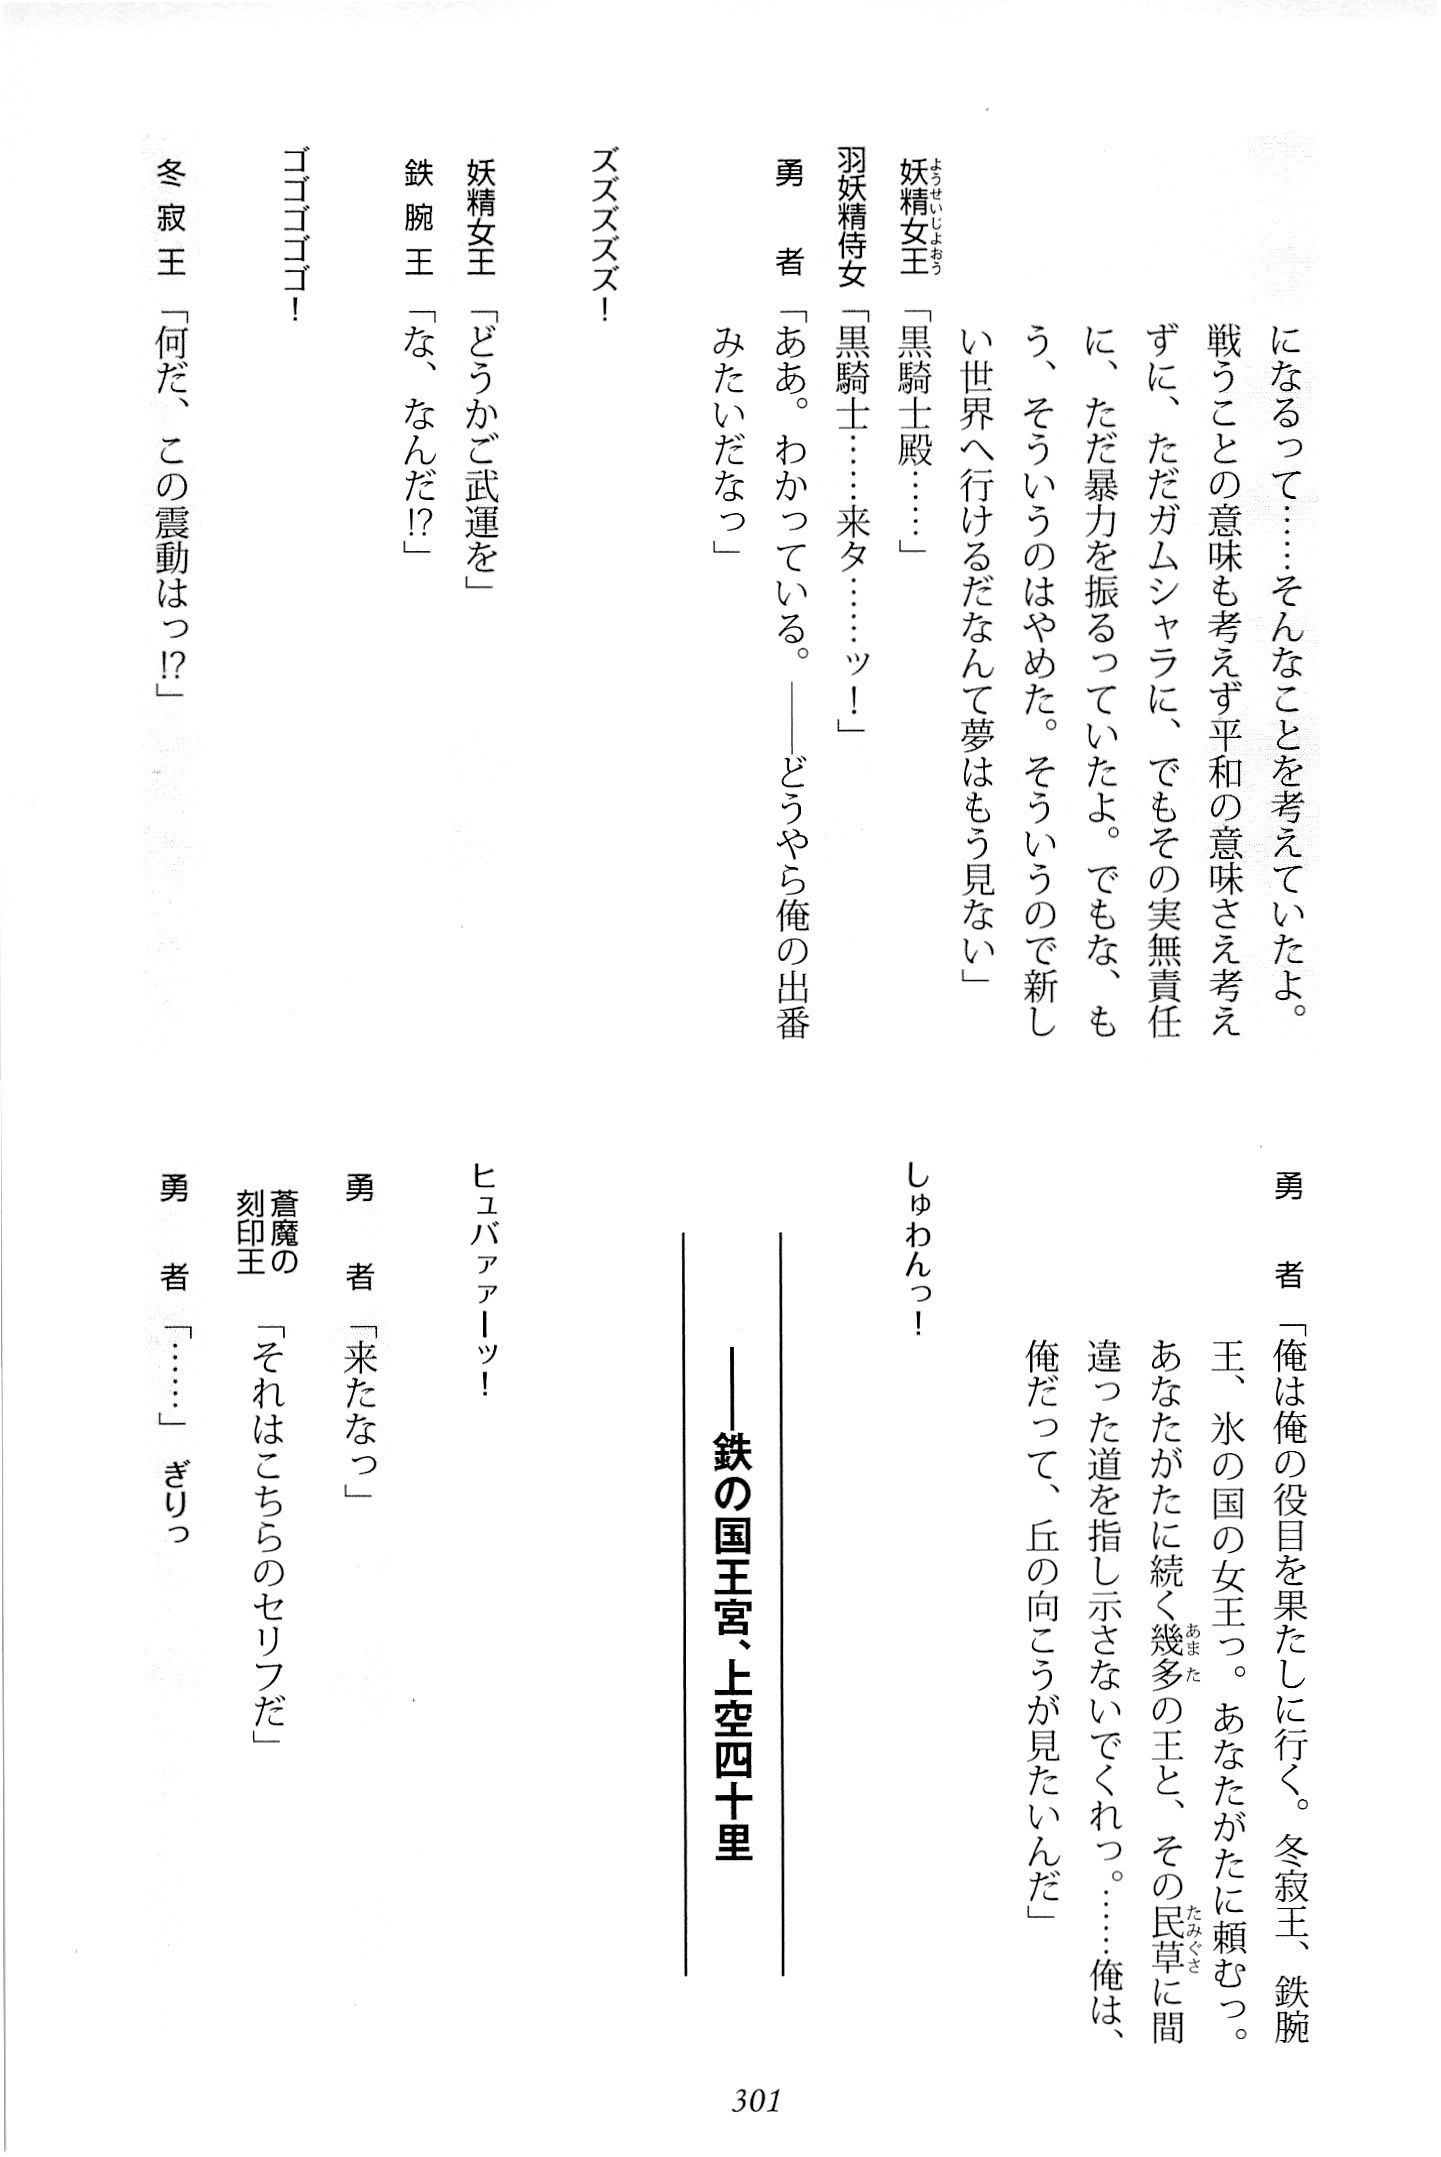 になるって……そんなことを考えていたよ。
戦うことの意味も考えず平和の意味さえ考え
ずに、ただガムシャラに、でもその実無責任
に、ただ暴力を振るっていたよ。でもな、も
う、そういうのはやめた。そういうので新し
い世界へ行けるだなんて夢はもう見ない」
妖精女王「黒騎士殿……」
ようせいじよおう
羽妖精侍女「黒騎士……来タ……ッ！」
勇者「ああ。わかっている。――どうやら俺の出番
みたいだなっ」
ズズズズズ！
妖精女王「どうかご武運を」
鉄腕王「な、なんだ!?」
ゴゴゴゴゴ！
冬寂王「何だ、この震動はっ!?」
勇者「俺は俺の役目を果たしに行く。冬寂王、鉄腕
王、氷の国の女王っ。あなたがたに頼むっ。
あなたがたに続く幾多の王と、その民草に間
あまた
たみぐさ
違った道を指し示さないでくれっ。……俺は、
俺だって、丘の向こうが見たいんだ」
しゅわんっ！
――鉄の国王宮、上空四十里
ヒュバァァーッ！
勇者「来たなっ」
蒼魔の
刻印王「それはこちらのセリフだ」
勇者「……」ぎりっ
301